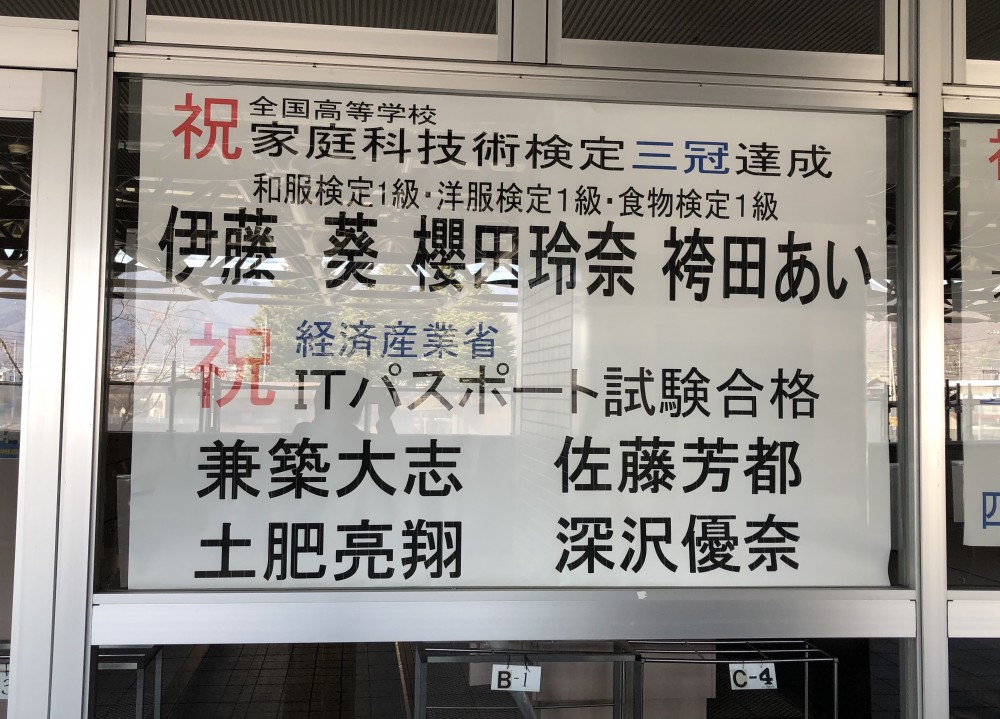 祝 全国高等学校
家庭科技術検定三冠達成
和服検定1級・洋服検定1級・食物検定1級
伊藤 葵 櫻田玲奈 袴田あい
祝 経済産業省
ITパスポート試験合格
兼築大志 佐藤芳都
土肥亮翔 深沢優奈
四
B-1 C-4